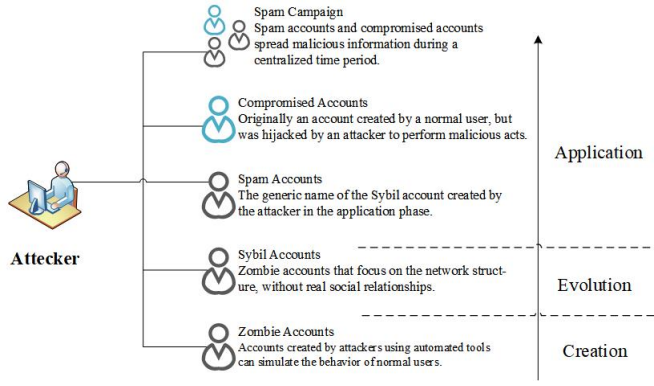 Spam Campaign
Spam accounts and compromised accounts
spread malicious information during a
centralized time period.
Compromised Accounts
Originally an account created by a normal user, but
was hijacked by an attacker to perform malicious acts.
Application
Spam Accounts
The generic name of the Sybil account created by
the attacker in the application phase.
Attecker
Sybil Accounts
Zombie accounts that focus on the network struct-
ure, without real social relationships.
Evolution
Zombie Accounts
Accounts created by attackers using automated tools
can simulate the behavior of normal users.
Creation